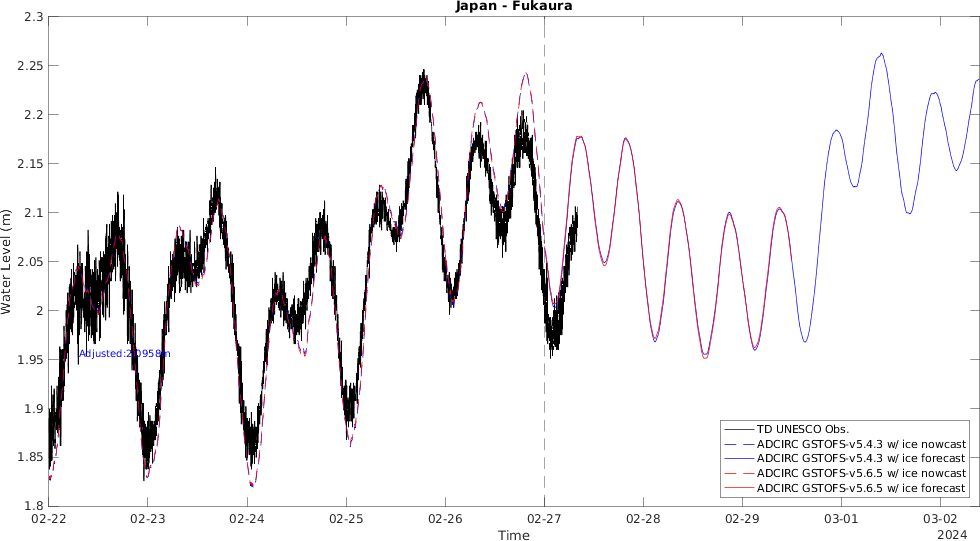 Japan - Fukaura
2.3
2.25
2.2
2.15
2.1
2.05
2
1.95
1.9
1.85
1.8
Water Level (m)
Adjusted:2.0958m
TD UNESCO Obs.
ADCIRC GSTOFS-v5.4.3 w/ ice nowcast
ADCIRC GSTOFS-v5.4.3 w/ ice forecast
ADCIRC GSTOFS-v5.6.5 w/ ice nowcast
ADCIRC GSTOFS-v5.6.5 w/ ice forecast
02-22 02-23 02-24 02-25 02-26 02-27 02-28 02-29 03-01 03-02
Time
2024